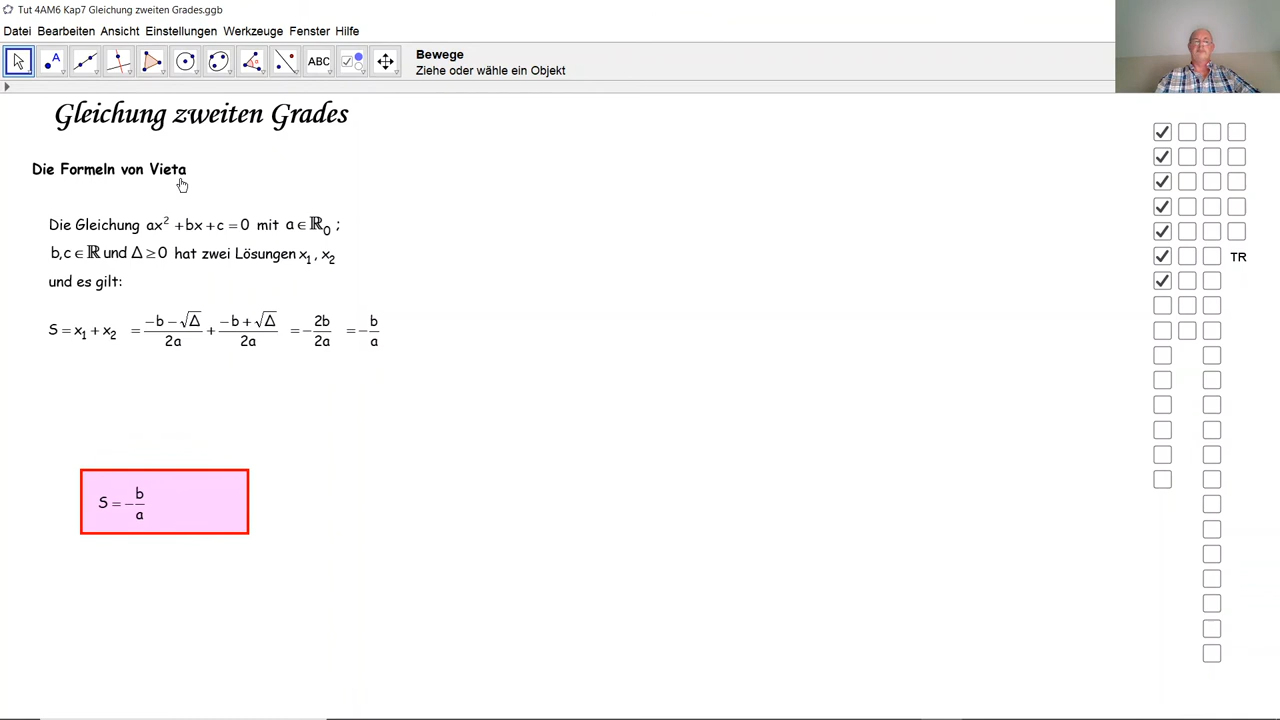 Tut 4AM6 Kap7 Gleichung zweiten Grades.ggb
Datei Bearbeiten Ansicht Einstellungen Werkzeuge Fenster Hilfe
A ABC Bewege
Ziehe oder wähle ein Objekt
Gleichung zweiten Grades
Die Formeln von Vieta
Die Gleichung ax² + bx + c = 0 mit a ∈ ℝ₀ ;
b,c ∈ ℝ und Δ ≥ 0 hat zwei Lösungen x₁ , x₂
und es gilt:
S = x₁ + x₂ = (−b − √Δ)/(2a) + (−b + √Δ)/(2a) = −2b/2a = −b/a
S = −b/a
TR